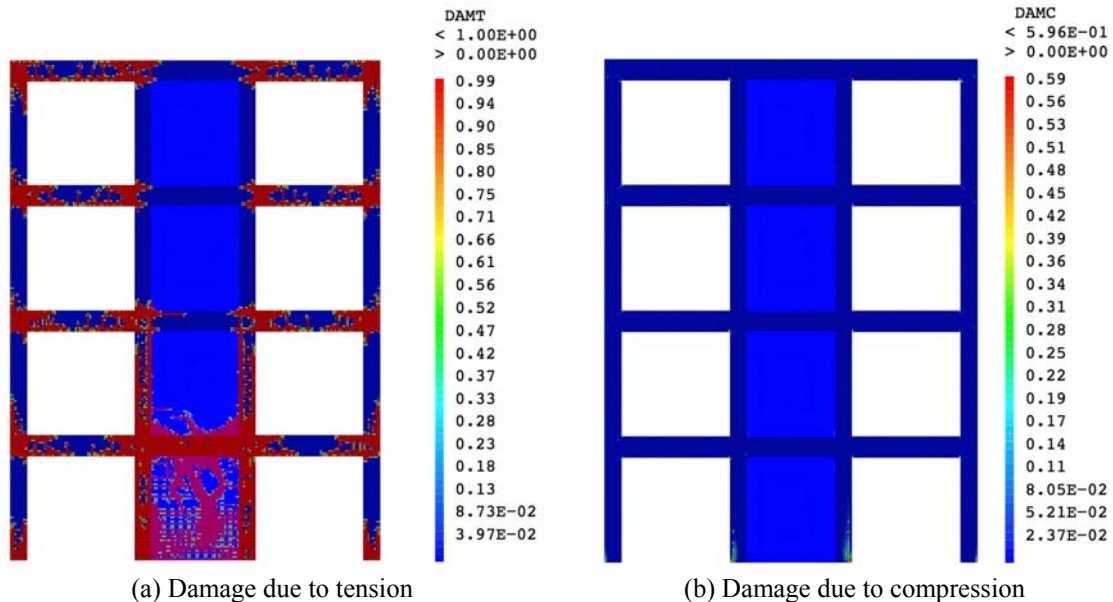 DAMT
< 1.00E+00
> 0.00E+00
0.99
0.94
0.90
0.85
0.80
0.75
0.71
0.66
0.61
0.56
0.52
0.47
0.42
0.37
0.33
0.28
0.23
0.18
0.13
8.73E-02
3.97E-02
(a) Damage due to tension
DAMC
< 5.96E-01
> 0.00E+00
0.59
0.56
0.53
0.51
0.48
0.45
0.42
0.39
0.36
0.34
0.31
0.28
0.25
0.22
0.19
0.17
0.14
0.11
8.05E-02
5.21E-02
2.37E-02
(b) Damage due to compression